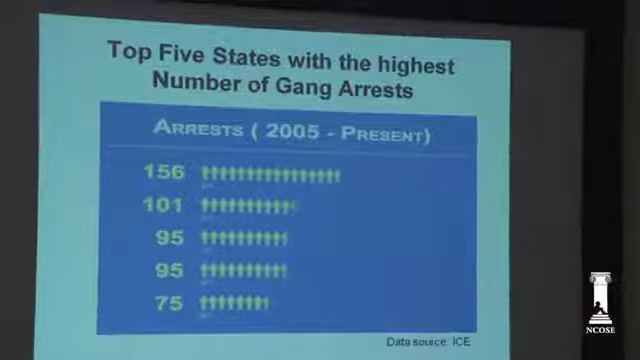 Top Five States with the highest
Number of Gang Arrests
ARRESTS ( 2005 - PRESENT)
156
101
95
95
75
Data source: ICE
NCOSE